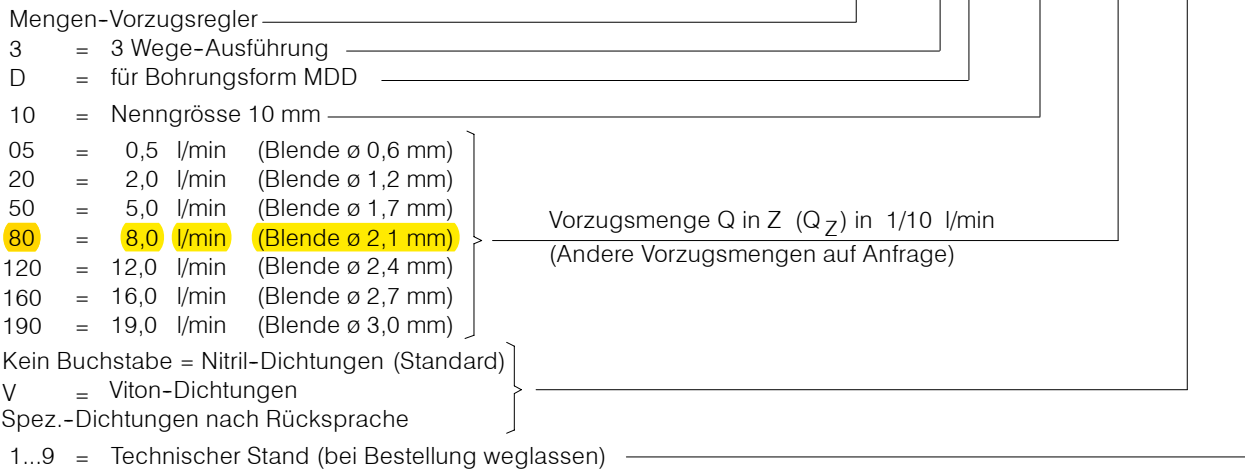 Mengen-Vorzugsregler
3 = 3 Wege-Ausführung
D = für Bohrungsform MDD
10 = Nenngrösse 10 mm
05 = 0,5 l/min (Blende ø 0,6 mm)
20 = 2,0 l/min (Blende ø 1,2 mm)
50 = 5,0 l/min (Blende ø 1,7 mm)
80 = 8,0 l/min (Blende ø 2,1 mm)
120 = 12,0 l/min (Blende ø 2,4 mm)
160 = 16,0 l/min (Blende ø 2,7 mm)
190 = 19,0 l/min (Blende ø 3,0 mm)
Vorzugsmenge Q in Z (Q Z) in 1/10 l/min
(Andere Vorzugsmengen auf Anfrage)
Kein Buchstabe = Nitril-Dichtungen (Standard)
V = Viton-Dichtungen
Spez.-Dichtungen nach Rücksprache
1...9 = Technischer Stand (bei Bestellung weglassen)